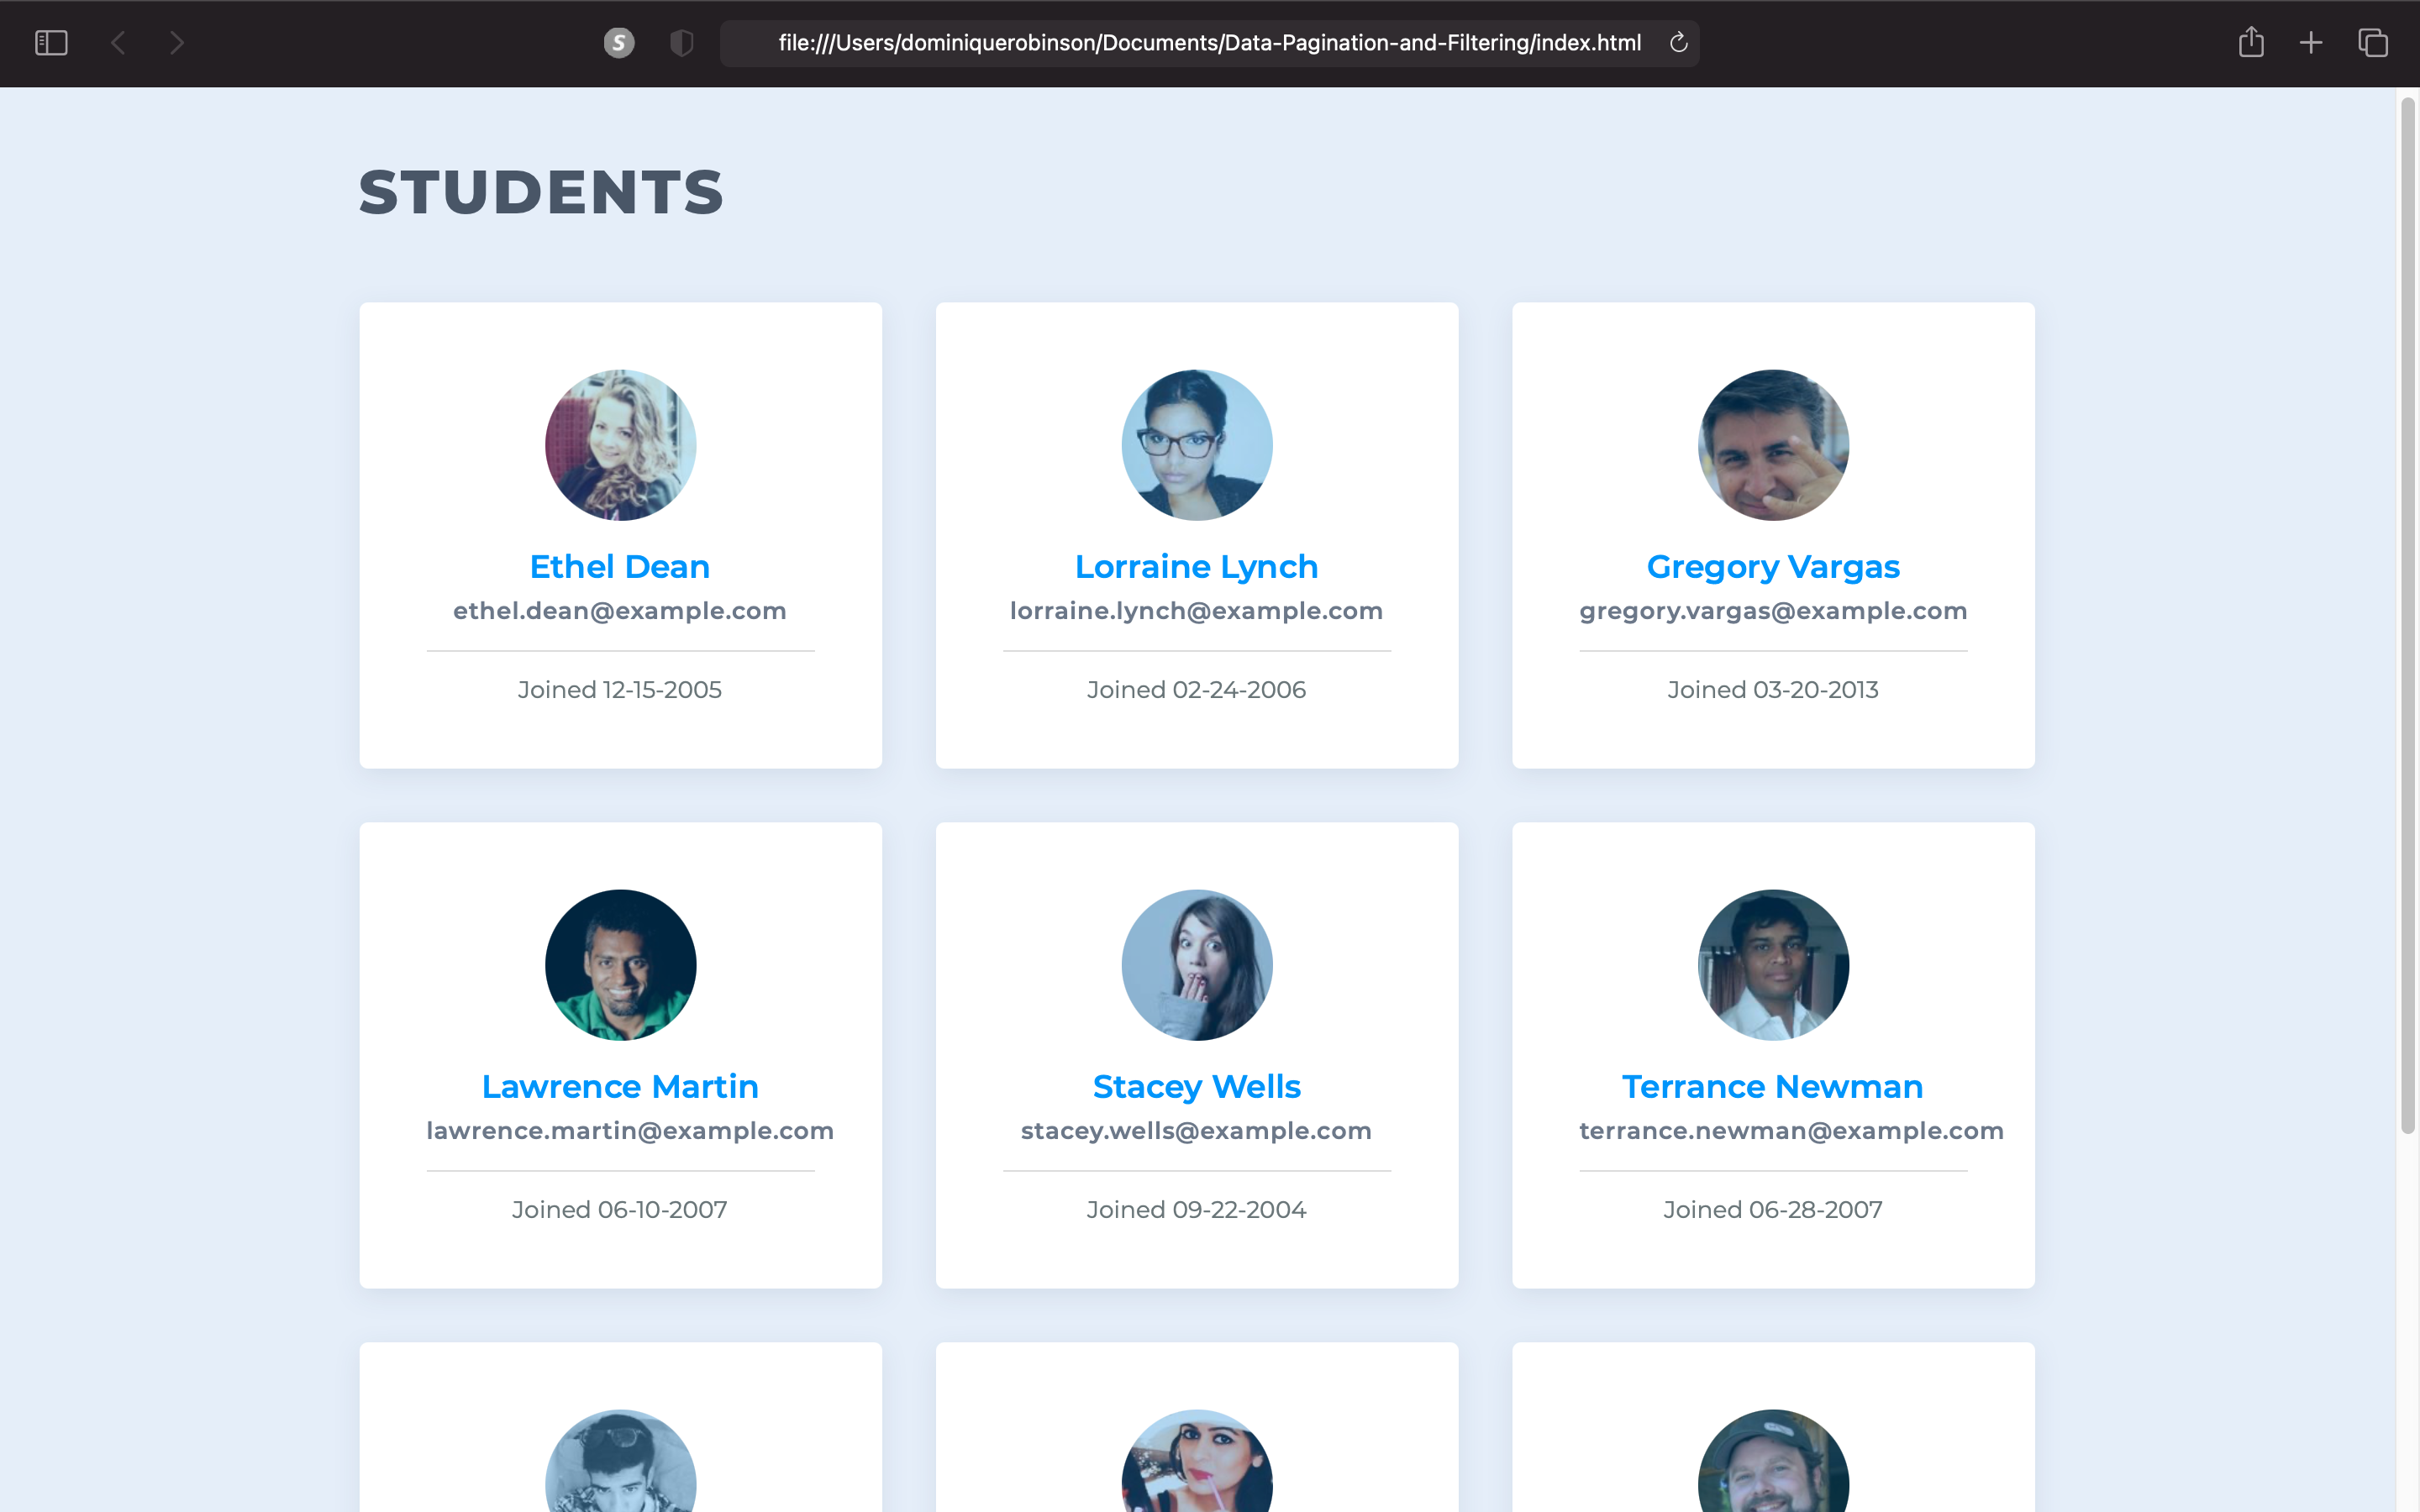 S
file:///Users/dominiquerobinson/Documents/Data-Pagination-and-Filtering/index.html
STUDENTS
Ethel Dean
ethel.dean@example.com
Joined 12-15-2005
Lorraine Lynch
lorraine.lynch@example.com
Joined 02-24-2006
Gregory Vargas
gregory.vargas@example.com
Joined 03-20-2013
Lawrence Martin
lawrence.martin@example.com
Joined 06-10-2007
Stacey Wells
stacey.wells@example.com
Joined 09-22-2004
Terrance Newman
terrance.newman@example.com
Joined 06-28-2007